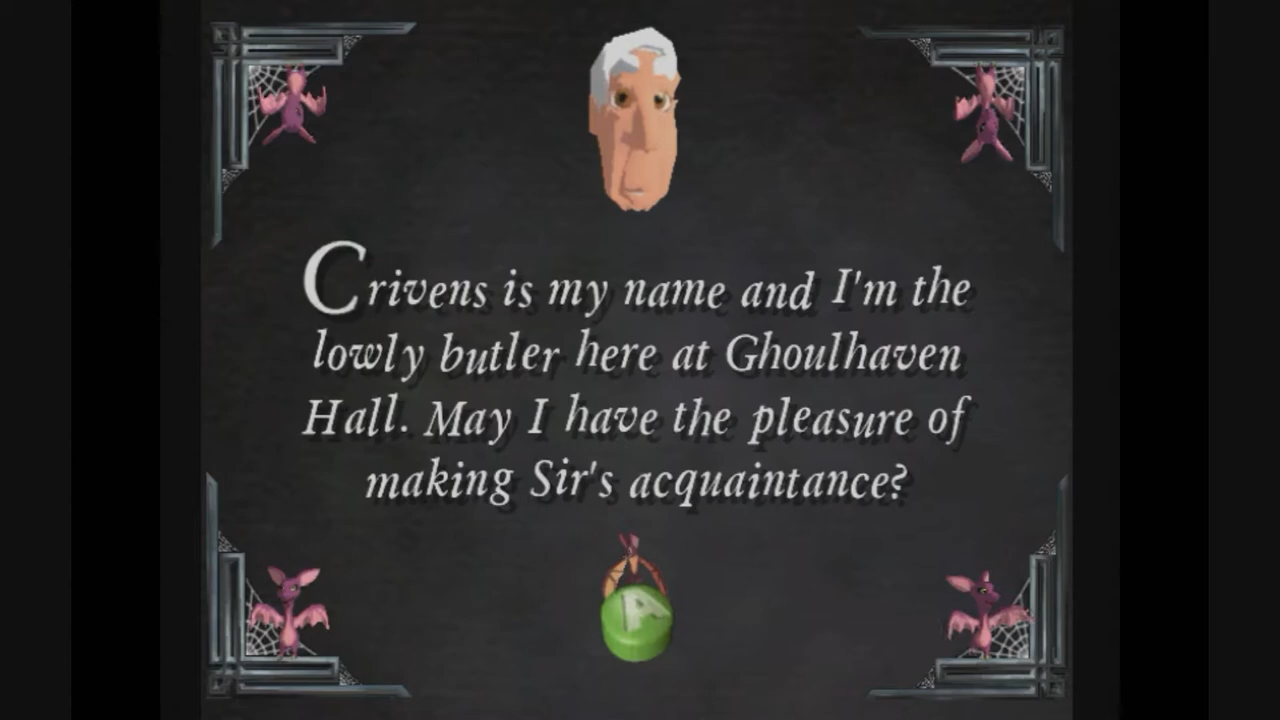 Crivens is my name and I'm the
lowly butler here at Ghoulhaven
Hall. May I have the pleasure of
making Sir's acquaintance?
A